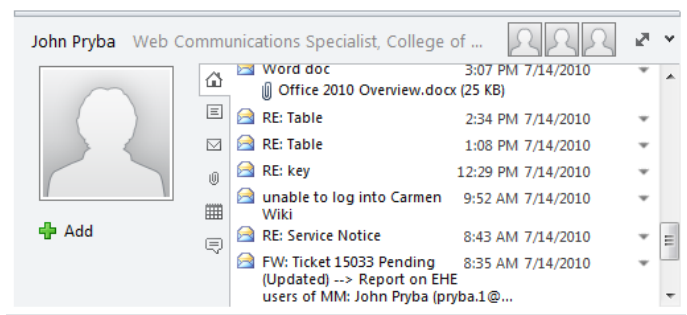 John Pryba Web Communications Specialist, College of ...
Word doc 3:07 PM 7/14/2010
Office 2010 Overview.docx (25 KB)
RE: Table 2:34 PM 7/14/2010
RE: Table 1:08 PM 7/14/2010
RE: key 12:29 PM 7/14/2010
unable to log into Carmen 9:52 AM 7/14/2010
Wiki
Add
RE: Service Notice 8:43 AM 7/14/2010
FW: Ticket 15033 Pending 8:35 AM 7/14/2010
(Updated) --> Report on EHE
users of MM: John Pryba (pryba.1@...